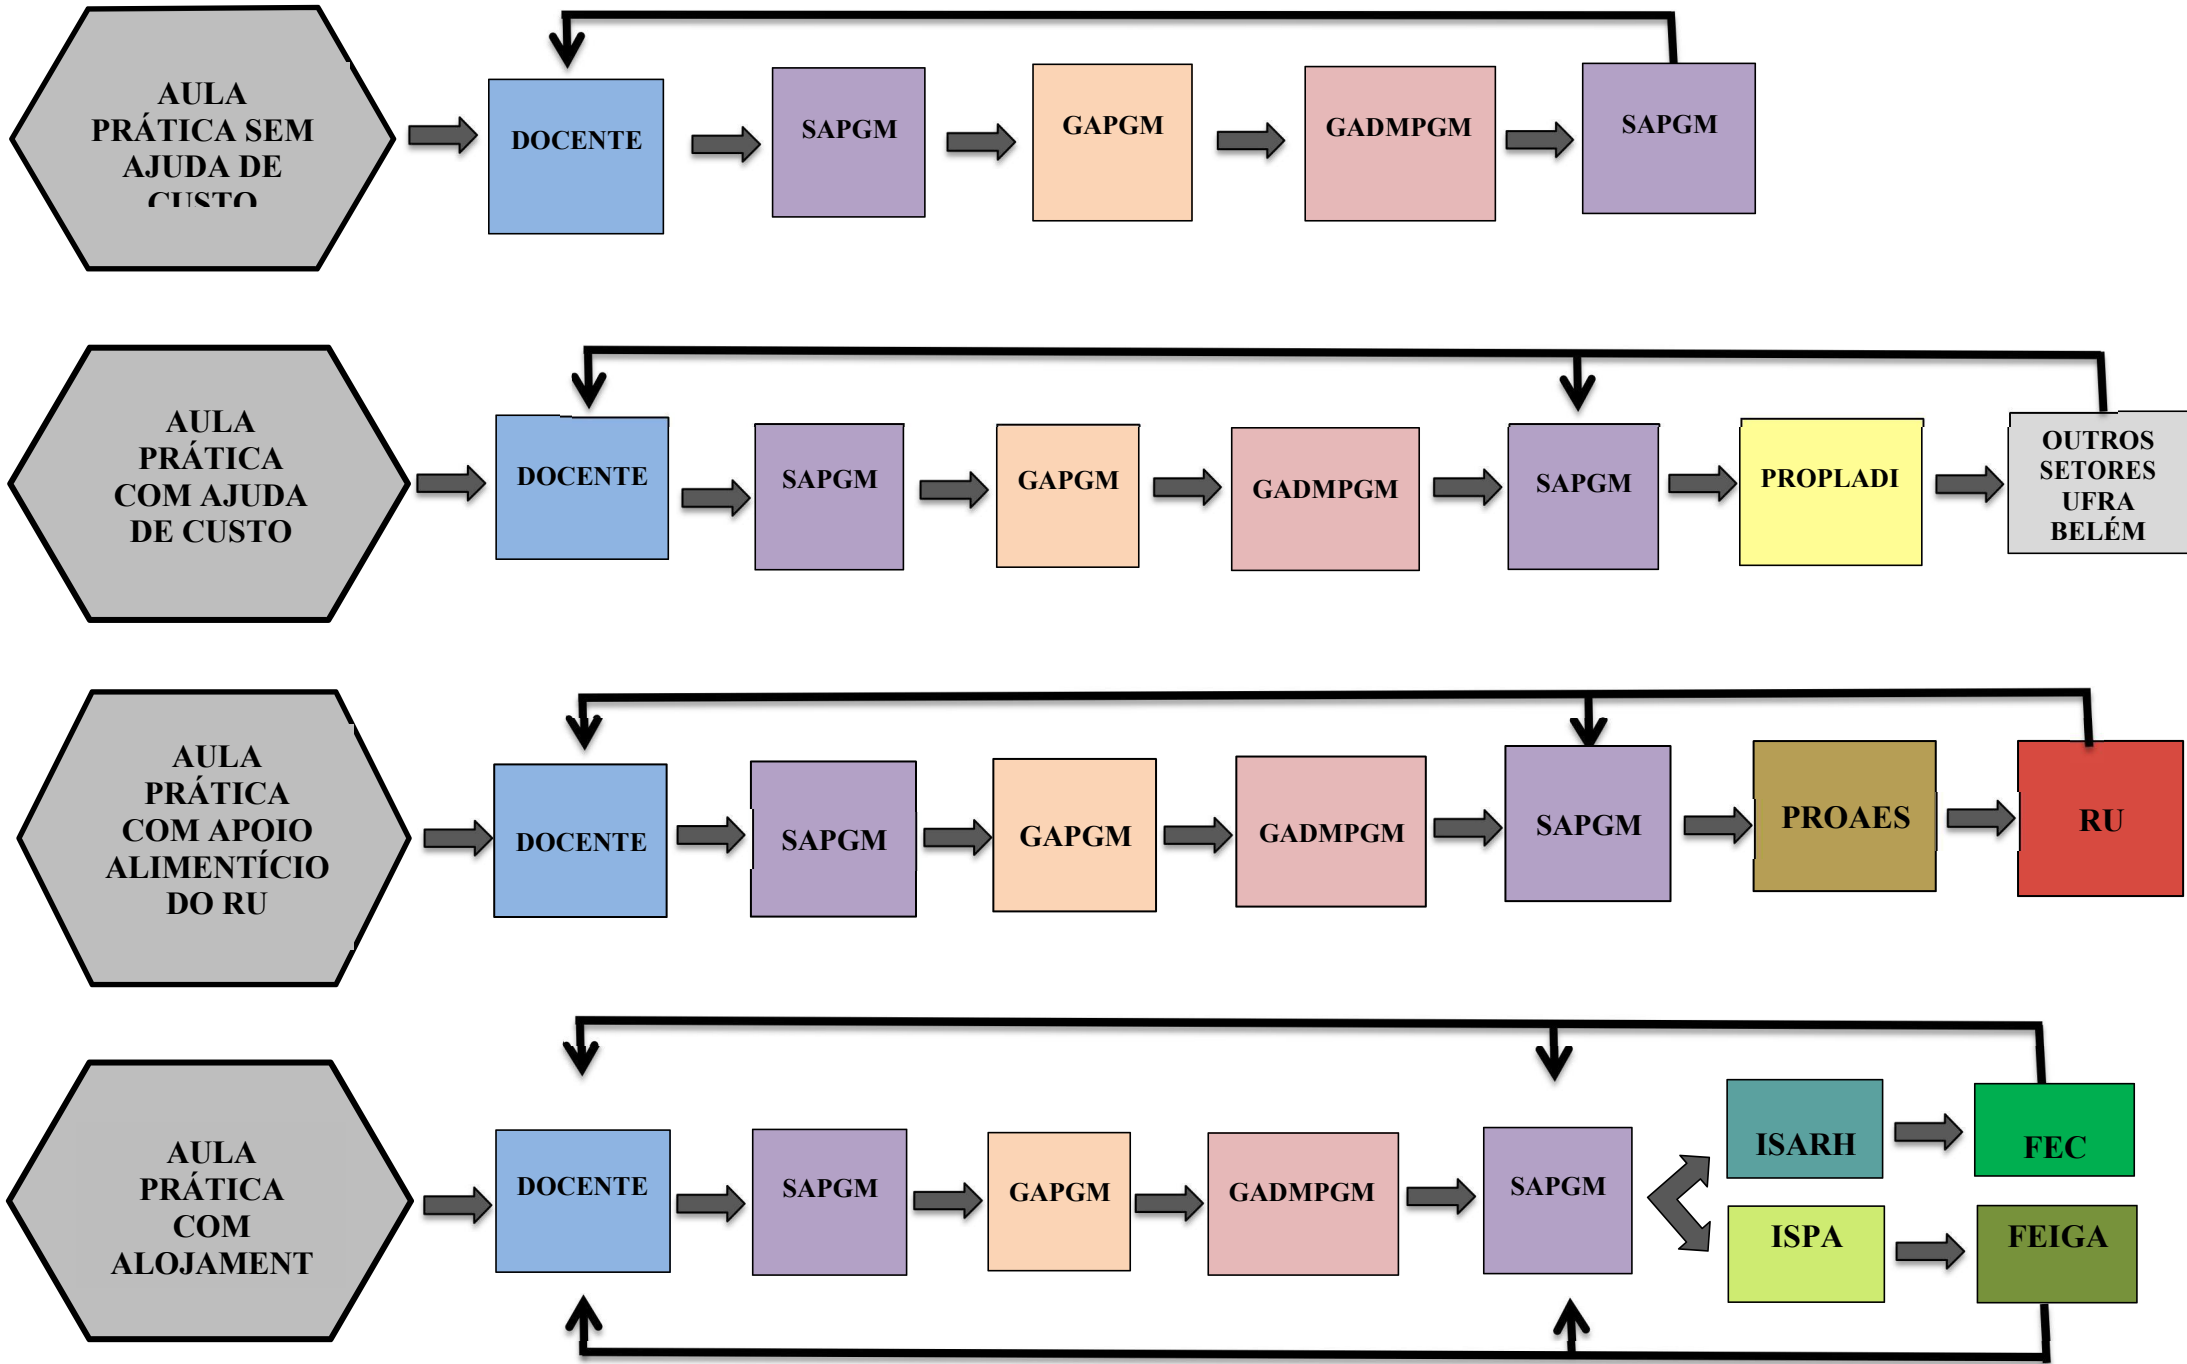 AULA
PRÁTICA SEM
AJUDA DE
CUSTO
DOCENTE
SAPGM
GAPGM
GADMPGM
SAPGM
AULA
PRÁTICA
COM AJUDA
DE CUSTO
DOCENTE
SAPGM
GAPGM
GADMPGM
SAPGM
PROPLADI
OUTROS
SETORES
UFRA
BELÉM
AULA
PRÁTICA
COM APOIO
ALIMENTÍCIO
DO RU
DOCENTE
SAPGM
GAPGM
GADMPGM
SAPGM
PROAES
RU
AULA
PRÁTICA
COM
ALOJAMENT
DOCENTE
SAPGM
GAPGM
GADMPGM
SAPGM
ISARH
FEC
ISPA
FEIGA